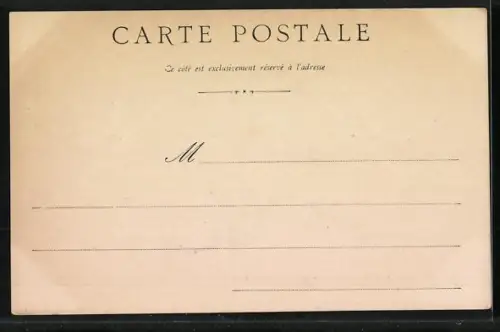 CARTE POSTALE
Ce côté est exclusivement réservé à l'adresse
M